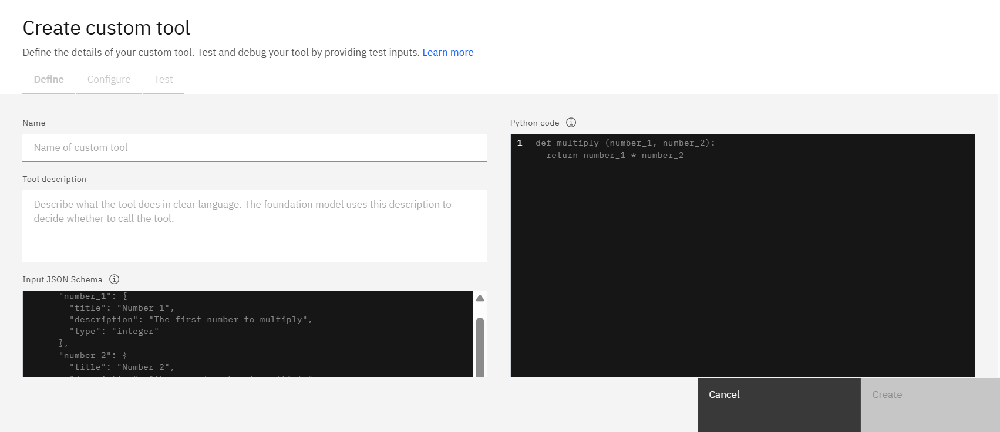 Create custom tool
Define the details of your custom tool. Test and debug your tool by providing test inputs. Learn more
Define
Configure
Test
Name
Name of custom tool
Tool description
Describe what the tool does in clear language. The foundation model uses this description to
decide whether to call the tool.
Input JSON Schema
"number_1": {
"title": "Number 1",
"description": "The first number to multiply",
"type": "integer"
},
"number_2": {
"title": "Number 2",
Python code
1 def multiply (number_1, number_2):
return number_1 * number_2
Cancel
Create